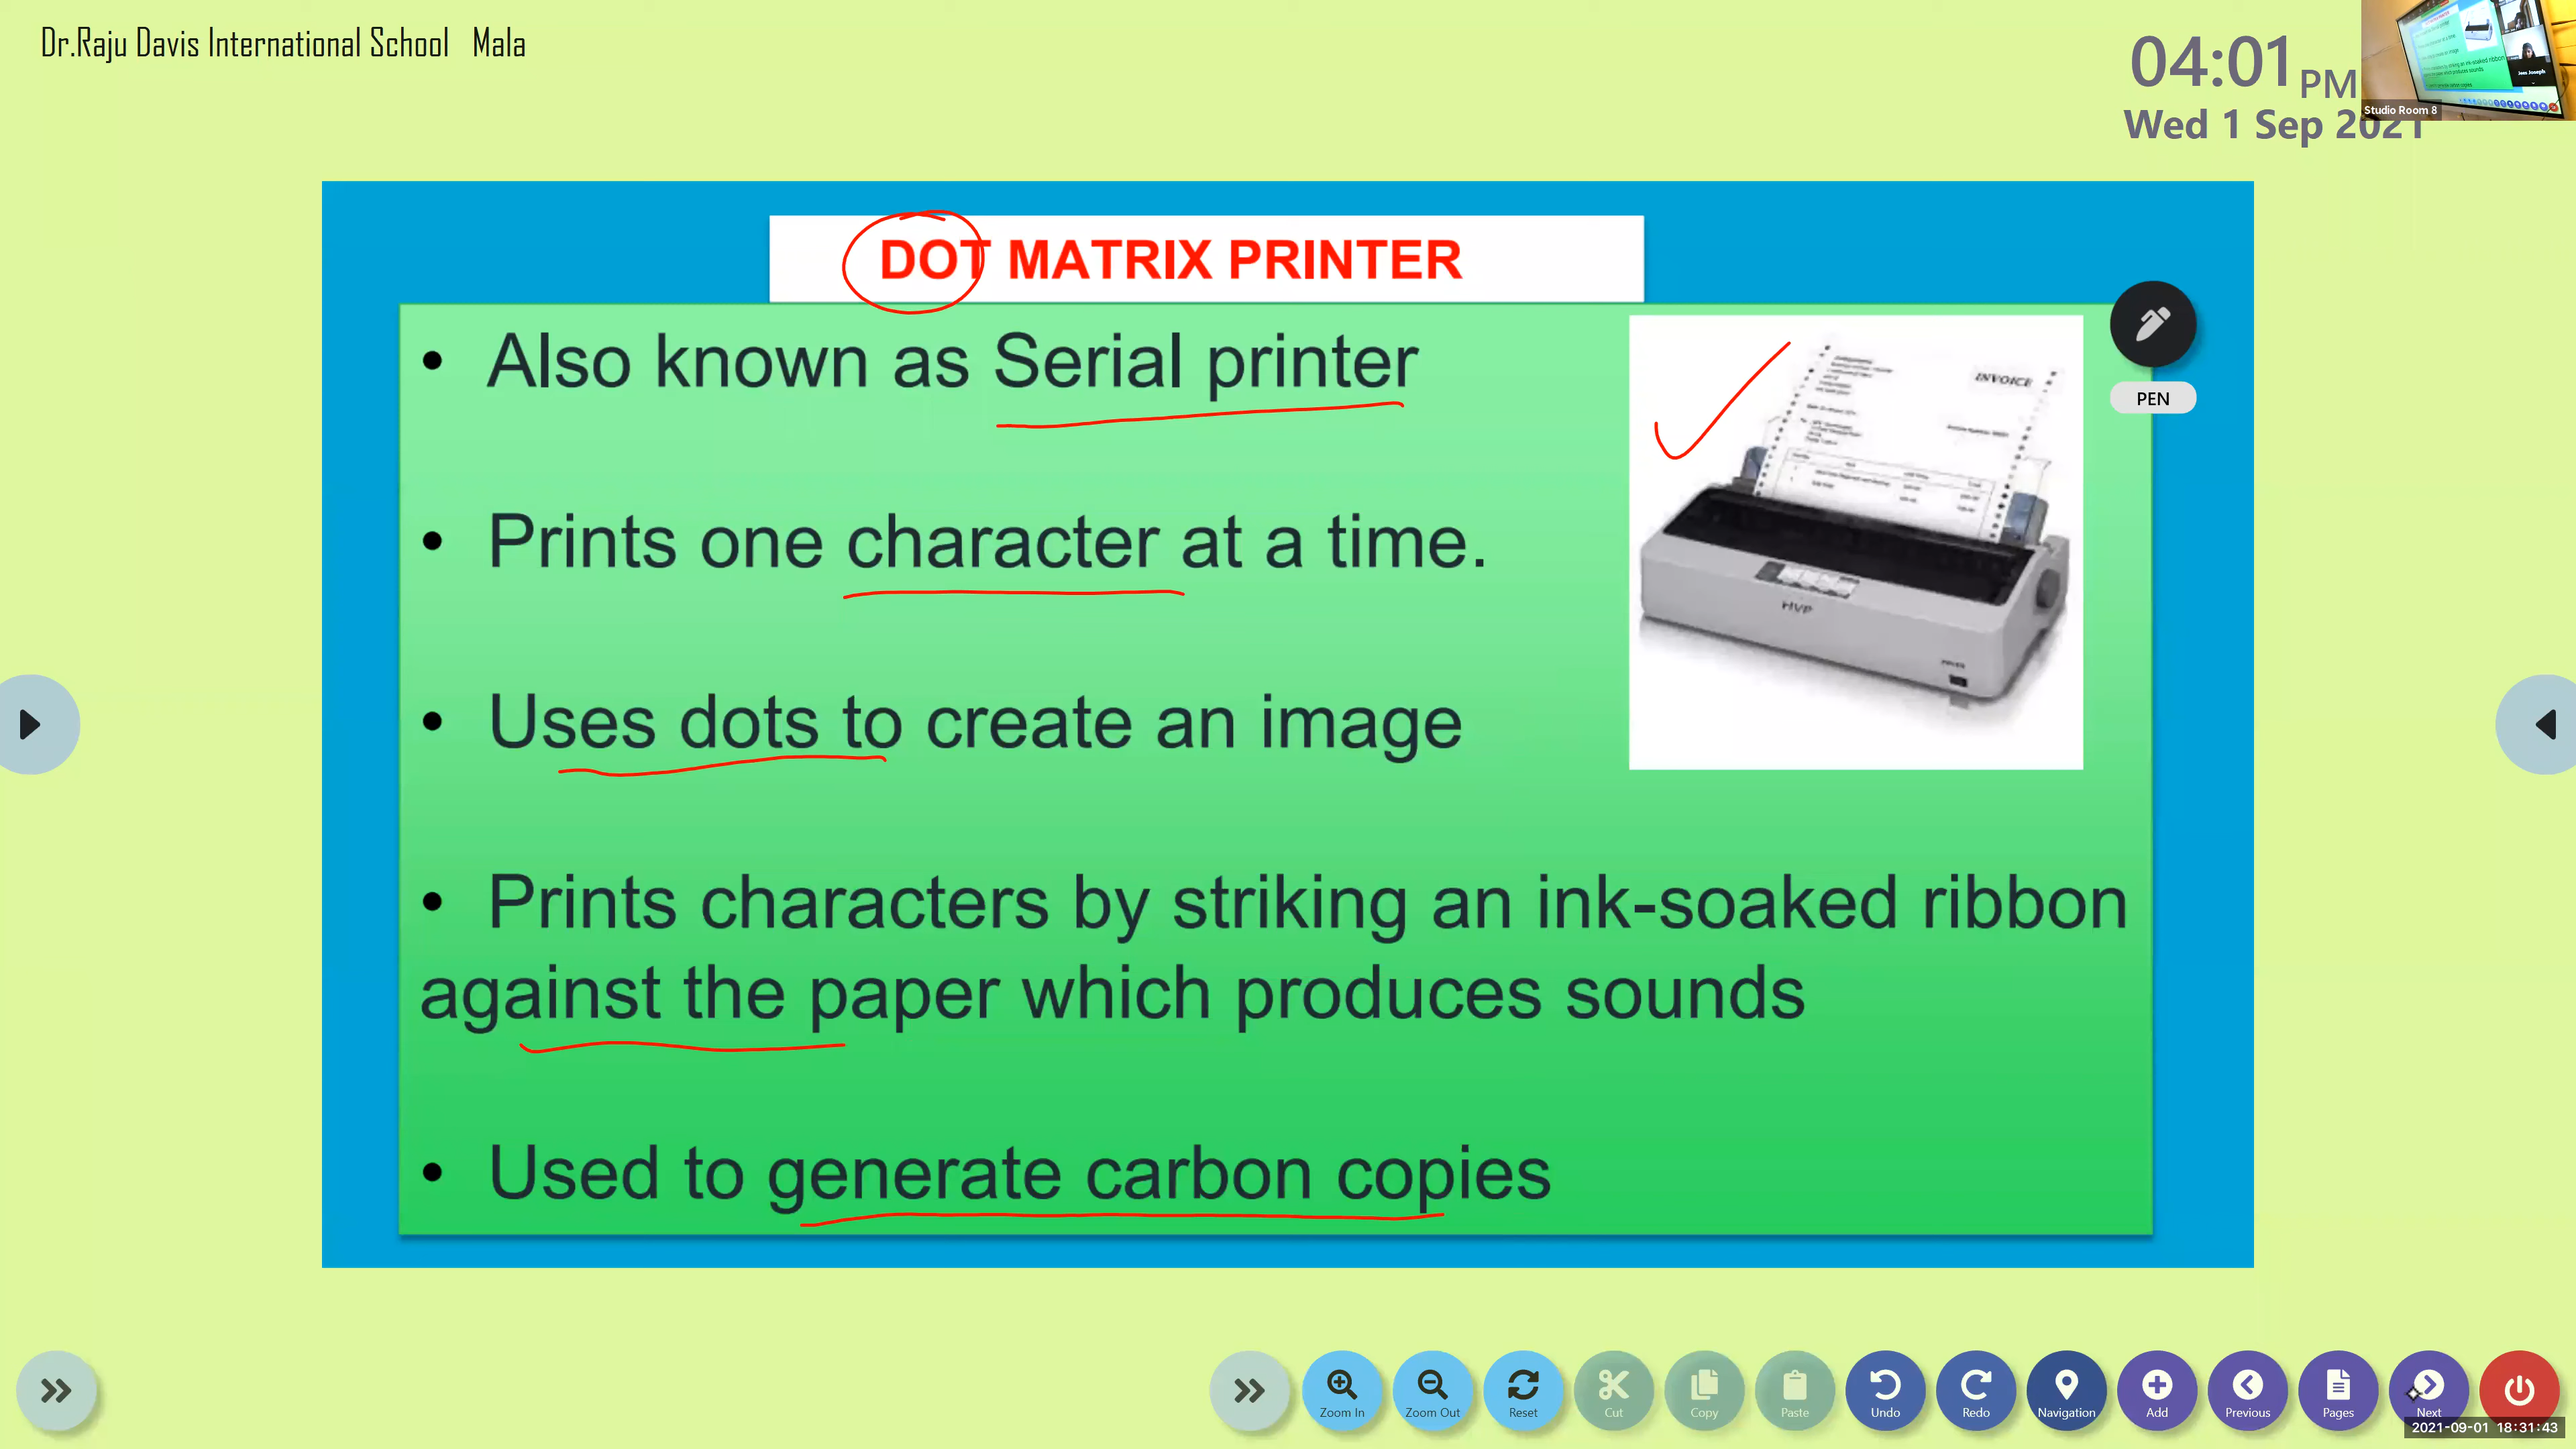 Dr.Raju Davis International School Mala
04:01 PM
Wed 1 Sep 2021
Studio Room 8
DOT MATRIX PRINTER
• Also known as Serial printer
• Prints one character at a time.
• Uses dots to create an image
• Prints characters by striking an ink-soaked ribbon
against the paper which produces sounds
• Used to generate carbon copies
INVOICE
HVP
PEN
Zoom In
Zoom Out
Reset
Cut
Copy
Paste
Undo
Redo
Navigation
Add
Previous
Pages
Next
2021-09-01 18:31:43